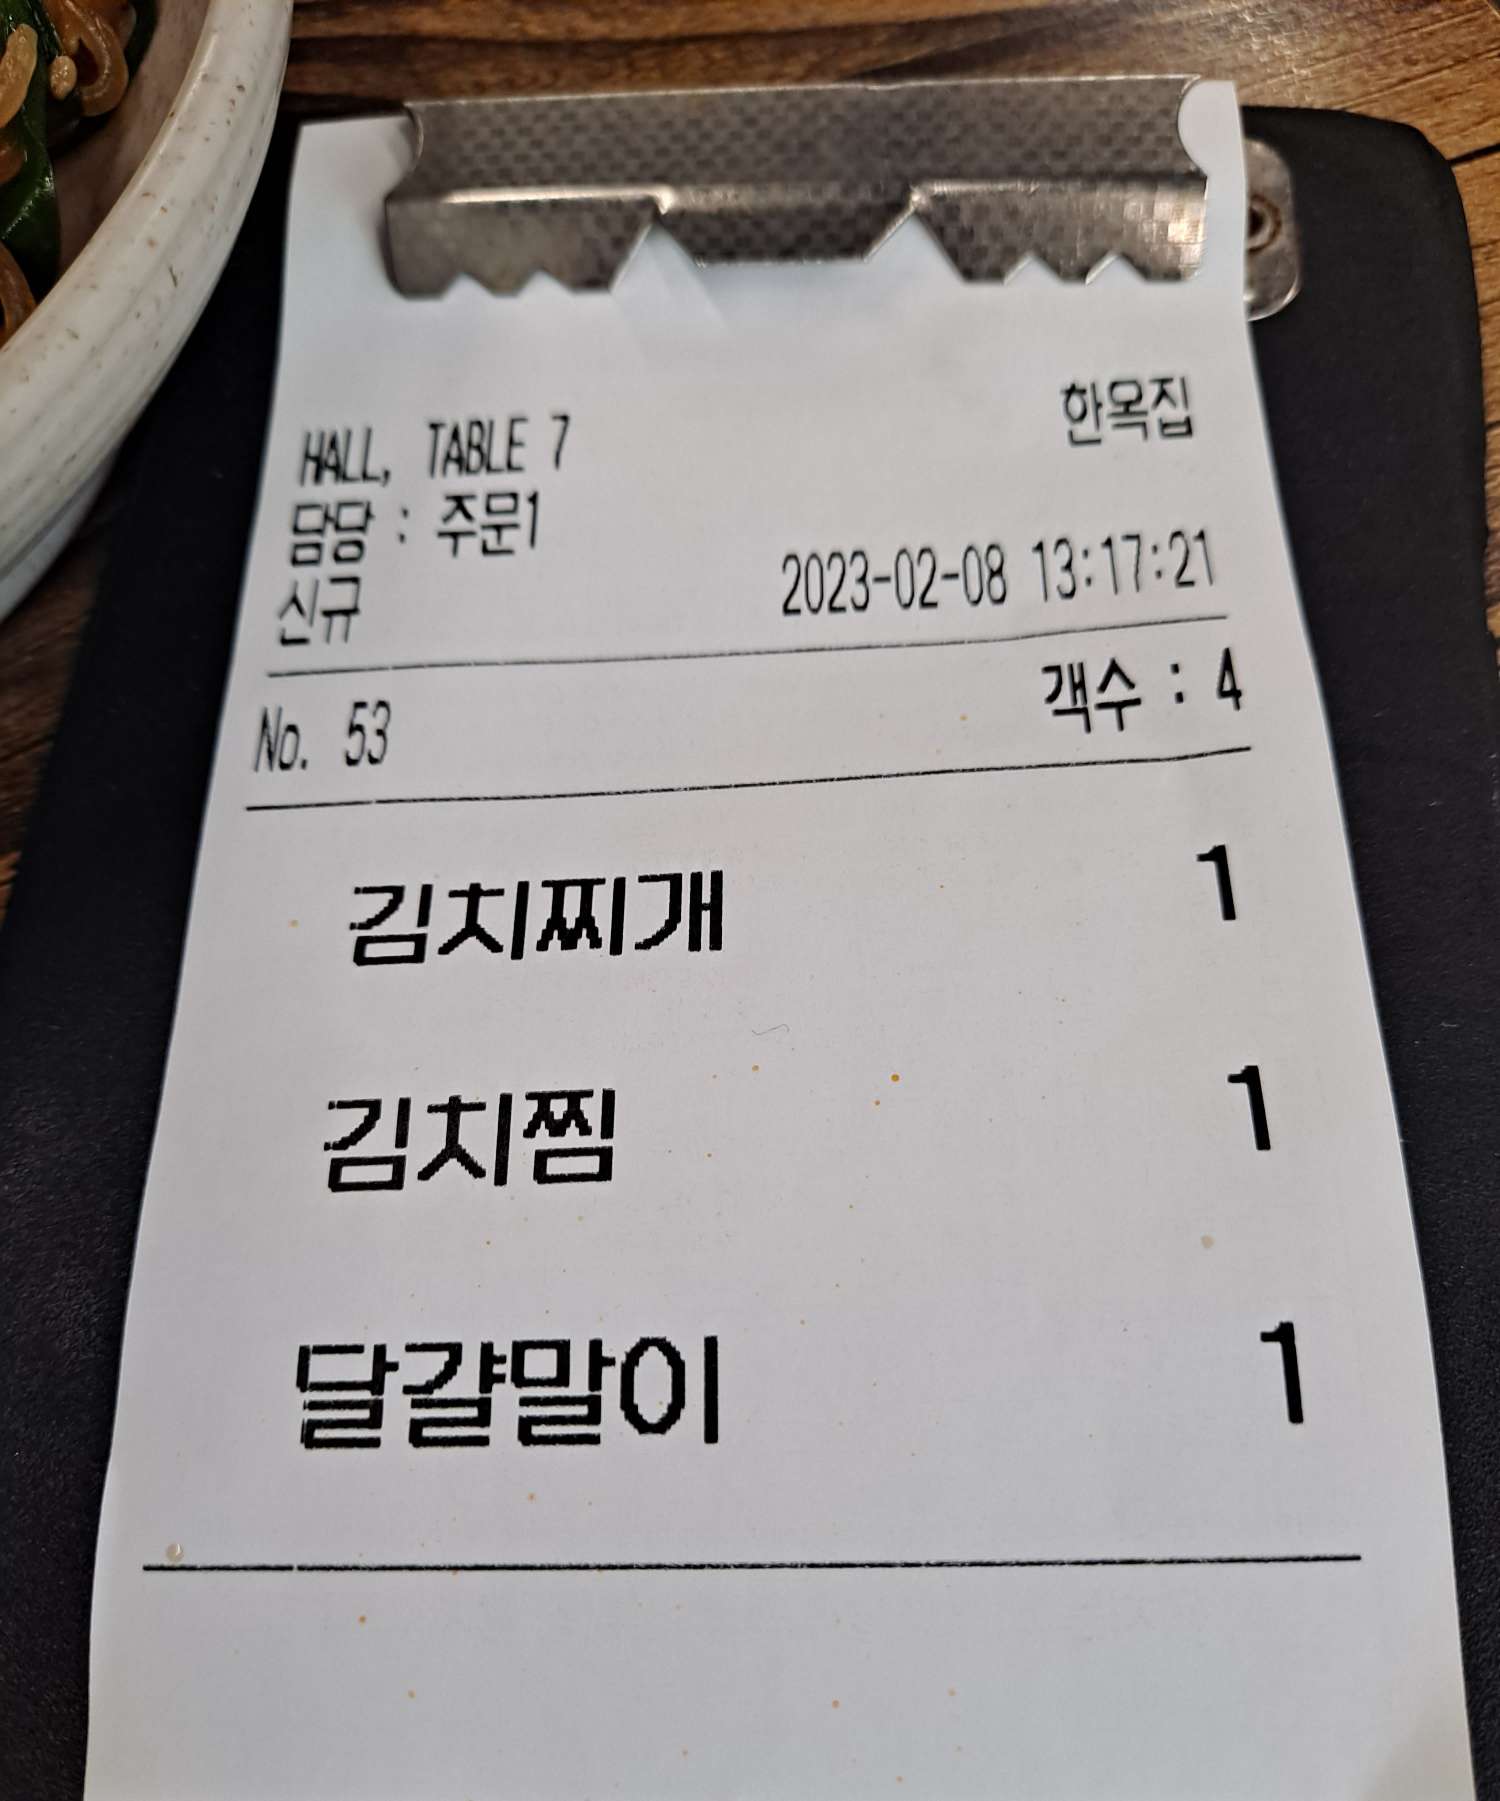 한옥집
HALL, TABLE 7
담당 : 주문1
신규 2023-02-08 13:17:21
No. 53 객수 : 4
김치찌개 1
김치찜 1
달걀말이 1